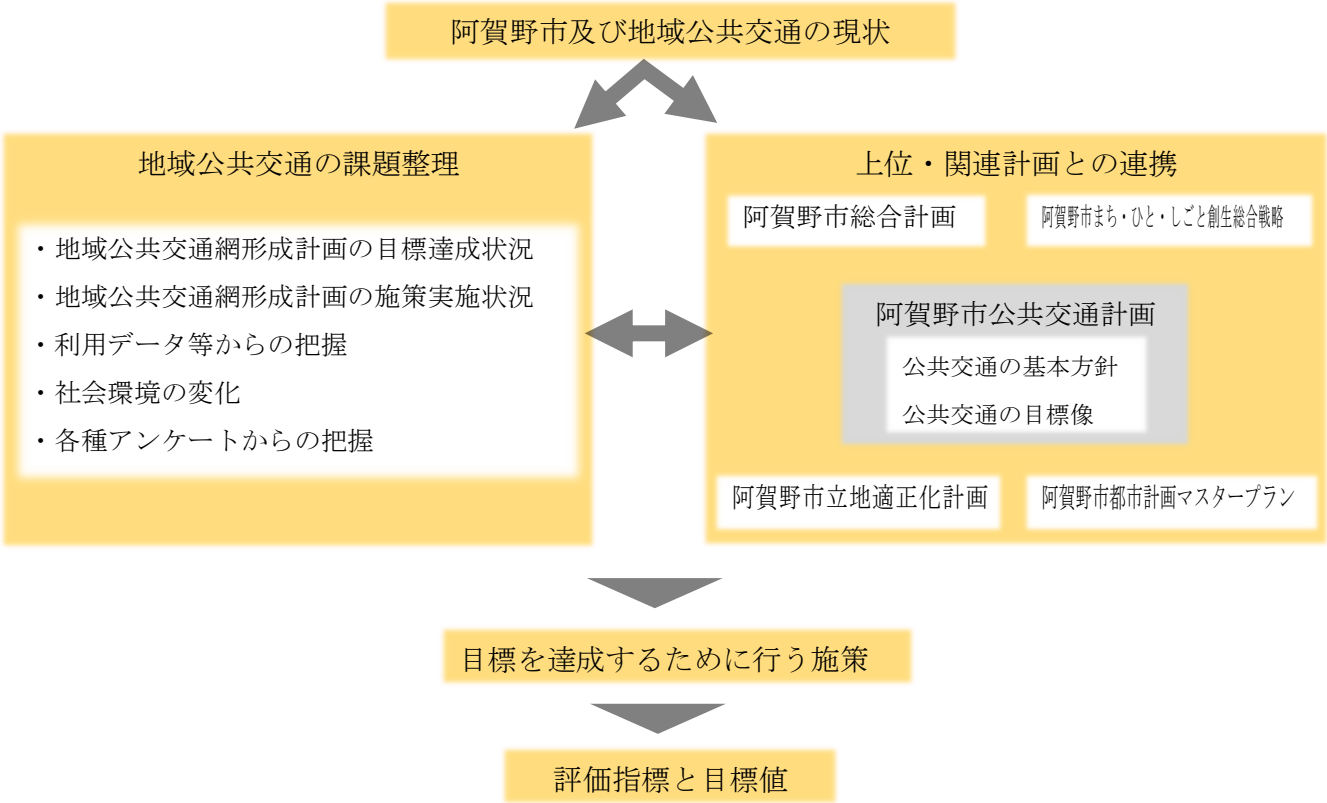 阿賀野市及び地域公共交通の現状
地域公共交通の課題整理
・地域公共交通網形成計画の目標達成状況
・地域公共交通網形成計画の施策実施状況
・利用データ等からの把握
・社会環境の変化
・各種アンケートからの把握
上位・関連計画との連携
阿賀野市総合計画
阿賀野市まち・ひと・しごと創生総合戦略
阿賀野市公共交通計画
公共交通の基本方針
公共交通の目標像
阿賀野市立地適正化計画
阿賀野市都市計画マスタープラン
目標を達成するために行う施策
評価指標と目標値